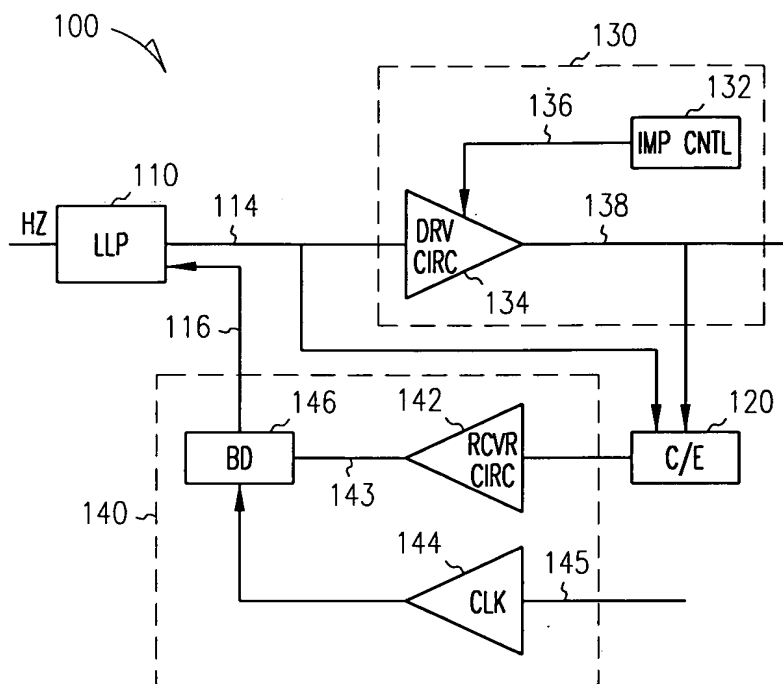 100
130
132
136
IMP CNTL
110
114
138
HZ
LLP
DRV
CIRC
134
116
146
142
120
BD
RCVR
CIRC
C/E
143
140
144
145
CLK